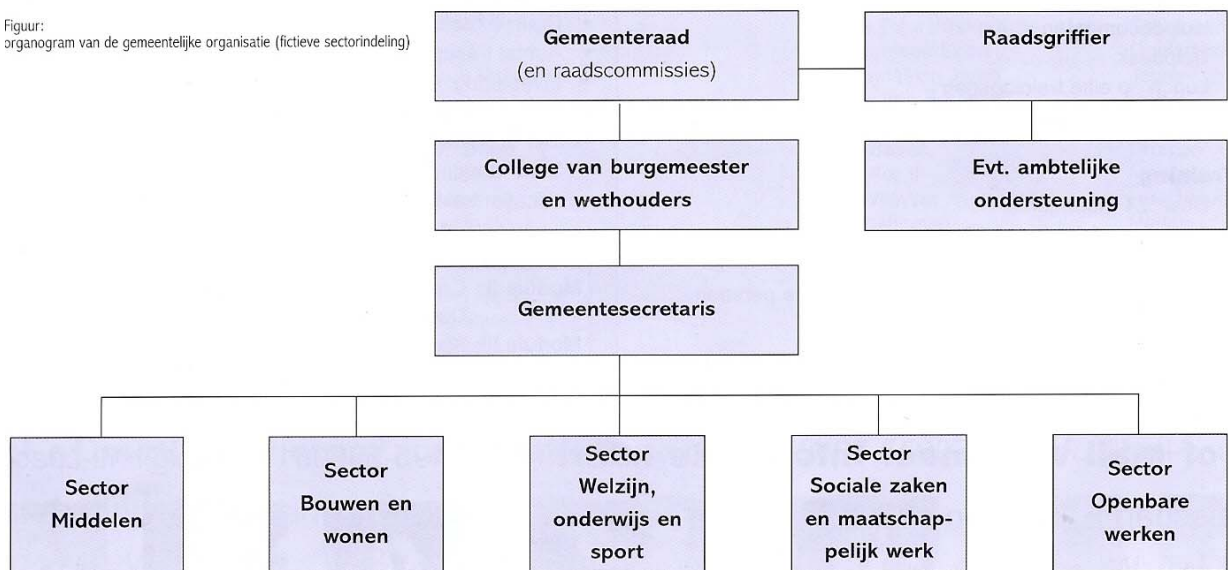 Figuur:
organogram van de gemeentelijke organisatie (fictieve sectorindeling)
Gemeenteraad
(en raadscommissies)
Raadsgriffier
College van burgemeester
en wethouders
Evt. ambtelijke
ondersteuning
Gemeentesecretaris
Sector
Middelen
Sector
Bouwen en
wonen
Sector
Welzijn,
onderwijs en
sport
Sector
Sociale zaken
en maatschap-
pelijk werk
Sector
Openbare
werken